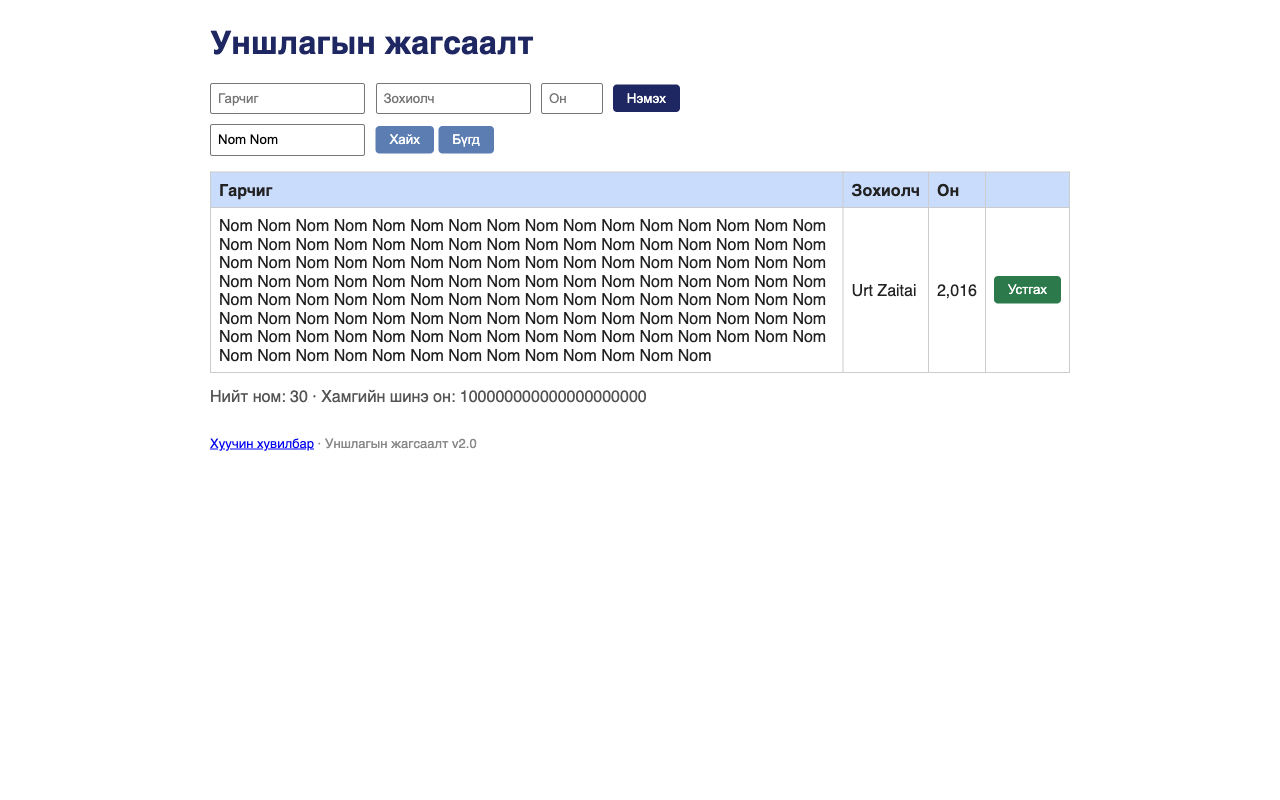 Уншлагын жагсаалт
Гарчиг Зохиолч Он Нэмэх
Nom Nom Хайх Бүгд
Гарчиг Зохиолч Он
Nom Nom Nom Nom Nom Nom Nom Nom Nom Nom Nom Nom Nom Nom Nom Nom
Nom Nom Nom Nom Nom Nom Nom Nom Nom Nom Nom Nom Nom Nom Nom Nom
Nom Nom Nom Nom Nom Nom Nom Nom Nom Nom Nom Nom Nom Nom Nom Nom
Nom Nom Nom Nom Nom Nom Nom Nom Nom Nom Nom Nom Nom Nom Nom Nom
Nom Nom Nom Nom Nom Nom Nom Nom Nom Nom Nom Nom Nom Nom Nom Nom
Nom Nom Nom Nom Nom Nom Nom Nom Nom Nom Nom Nom Nom Nom Nom Nom
Nom Nom Nom Nom Nom Nom Nom Nom Nom Nom Nom Nom Nom Nom Nom Nom
Nom Nom Nom Nom Nom Nom Nom Nom Nom Nom Nom Nom Nom
Urt Zaitai 2,016 Устгах
Нийт ном: 30 · Хамгийн шинэ он: 100000000000000000000
Хуучин хувилбар · Уншлагын жагсаалт v2.0